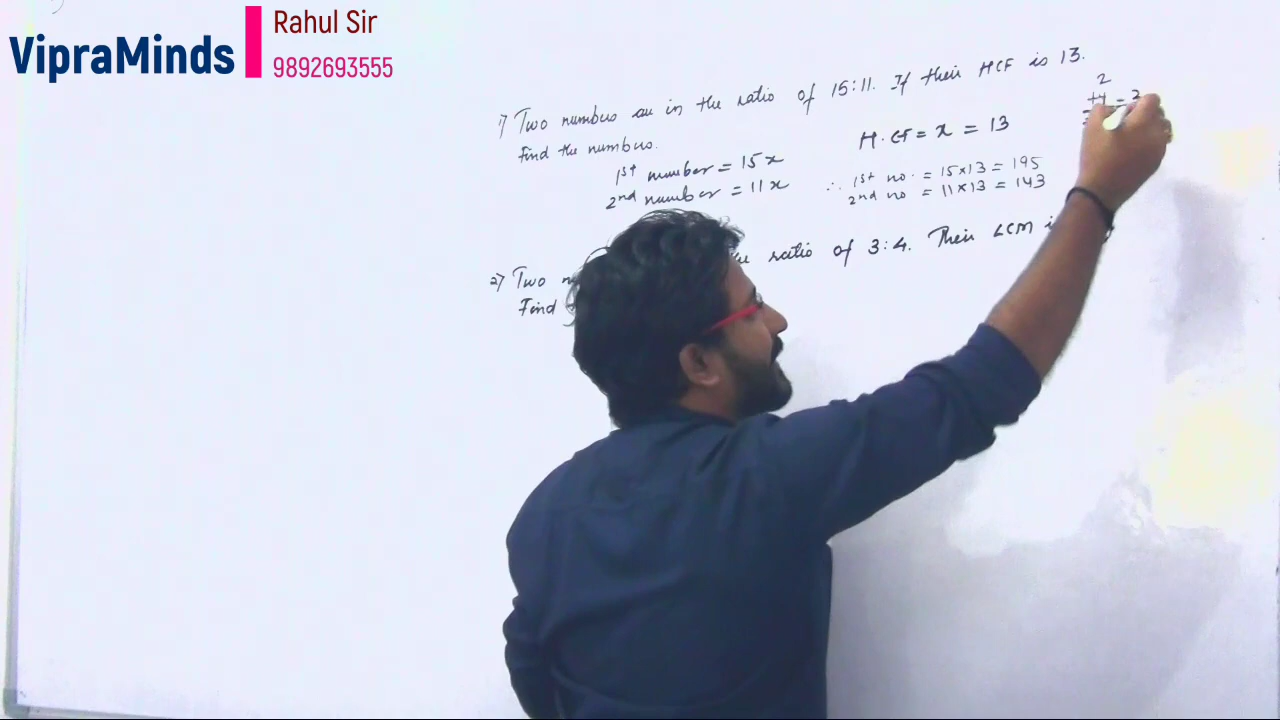 VipraMinds
Rahul Sir
9892693555
1) Two numbers are in the ratio of 15:11. If their HCF is 13.
Find the numbers.
1st number = 15x
2nd number = 11x
H.CF = x = 13
∴ 1st no. = 15×13 = 195
2nd no = 11×13 = 143
2) Two the ratio of 3:4. Their LCM
Find
2